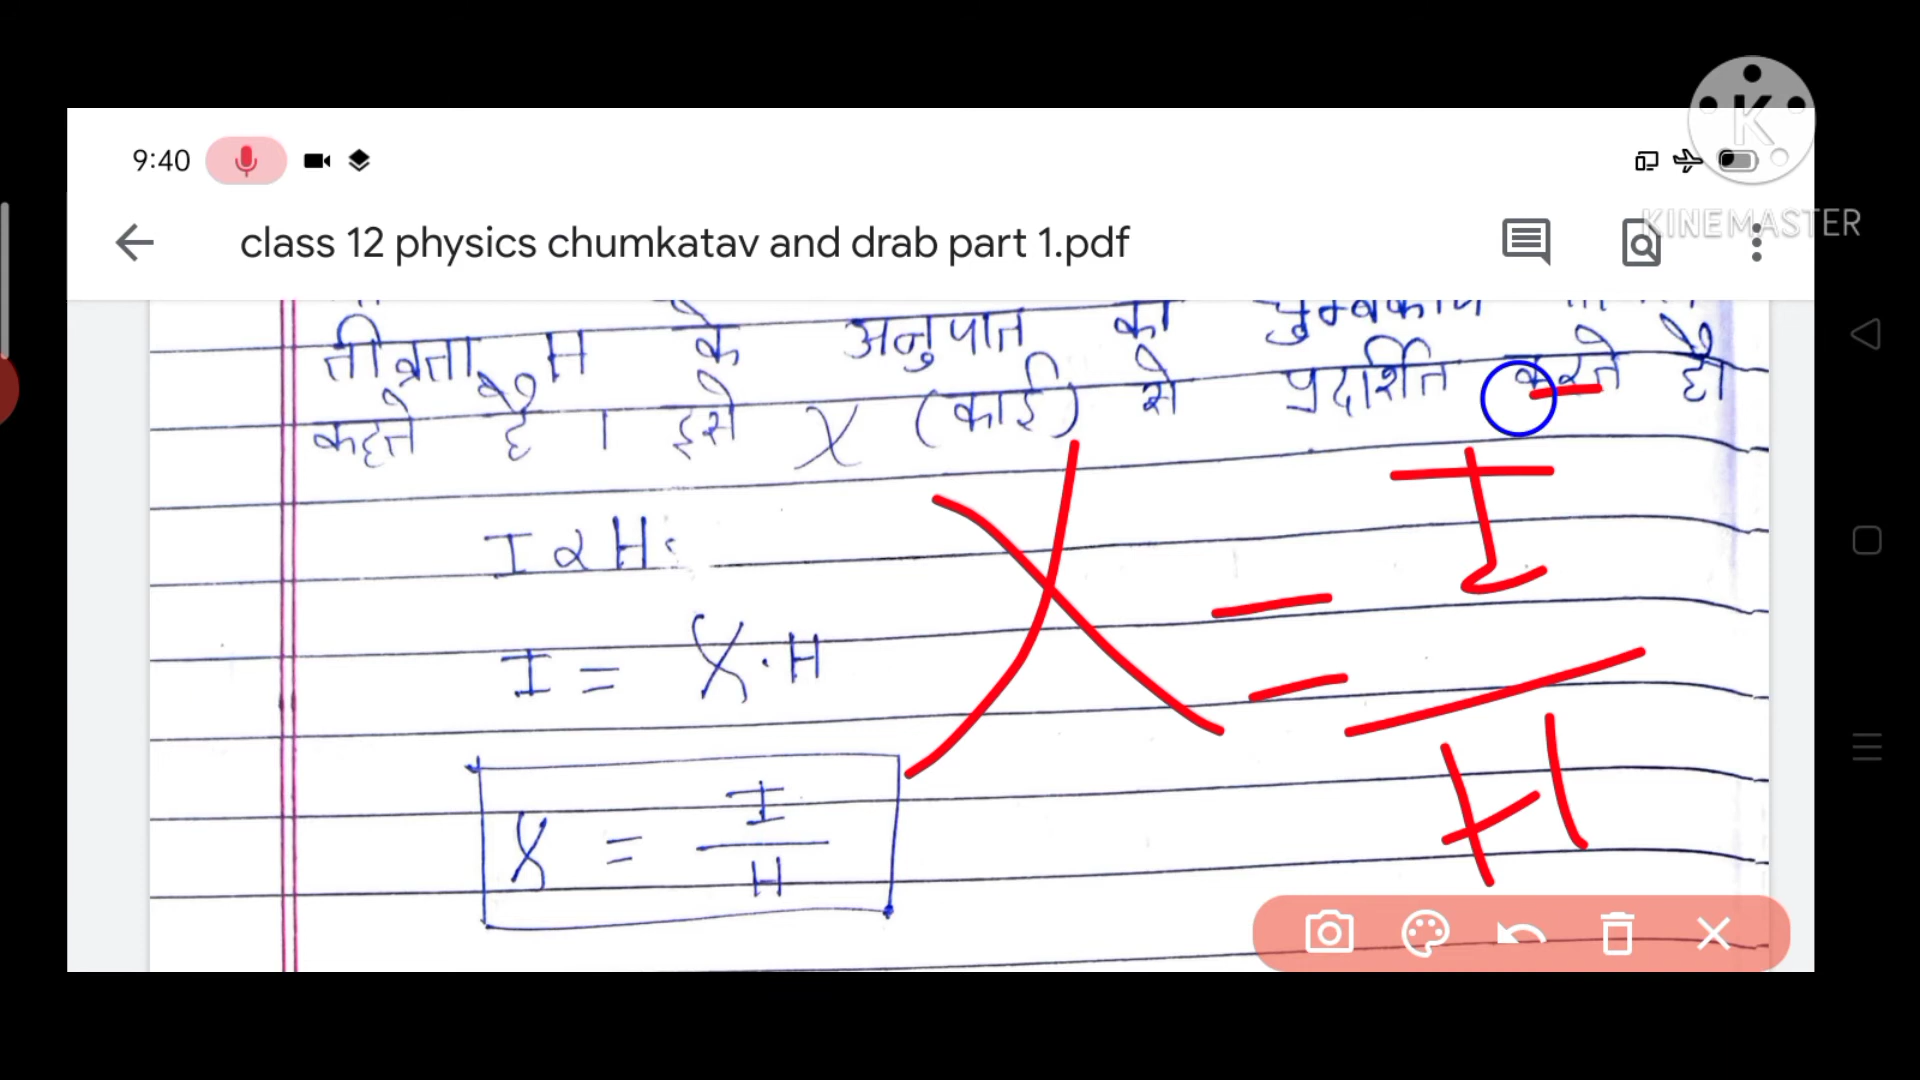 9:40
K
KINEMASTER
class 12 physics chumkatav and drab part 1.pdf
तीव्रता H के अनुपात को
कहते है । इसे χ (काई) से प्रदर्शित करते है
I α H
I = χ · H
χ = I / H
χ = I / H